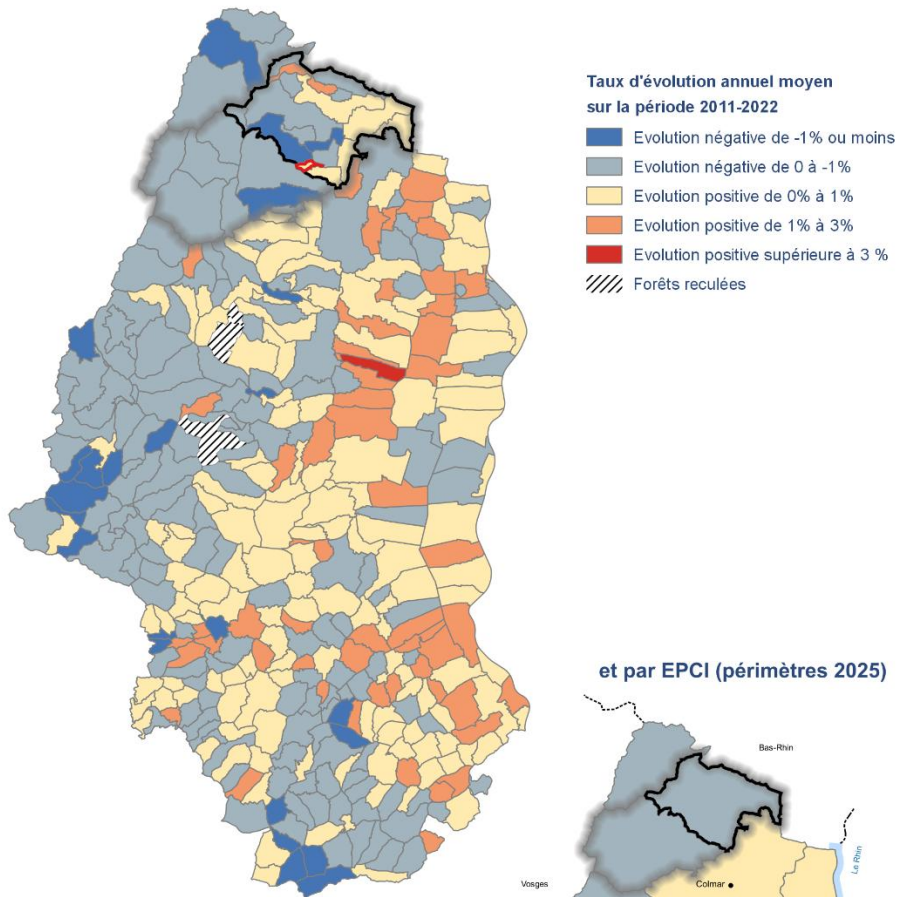 Taux d'évolution annuel moyen
sur la période 2011-2022
Evolution négative de -1% ou moins
Evolution négative de 0 à -1%
Evolution positive de 0% à 1%
Evolution positive de 1% à 3%
Evolution positive supérieure à 3 %
Forêts reculées
et par EPCI (périmètres 2025)
Bas-Rhin
Le Rhin
Vosges
Colmar